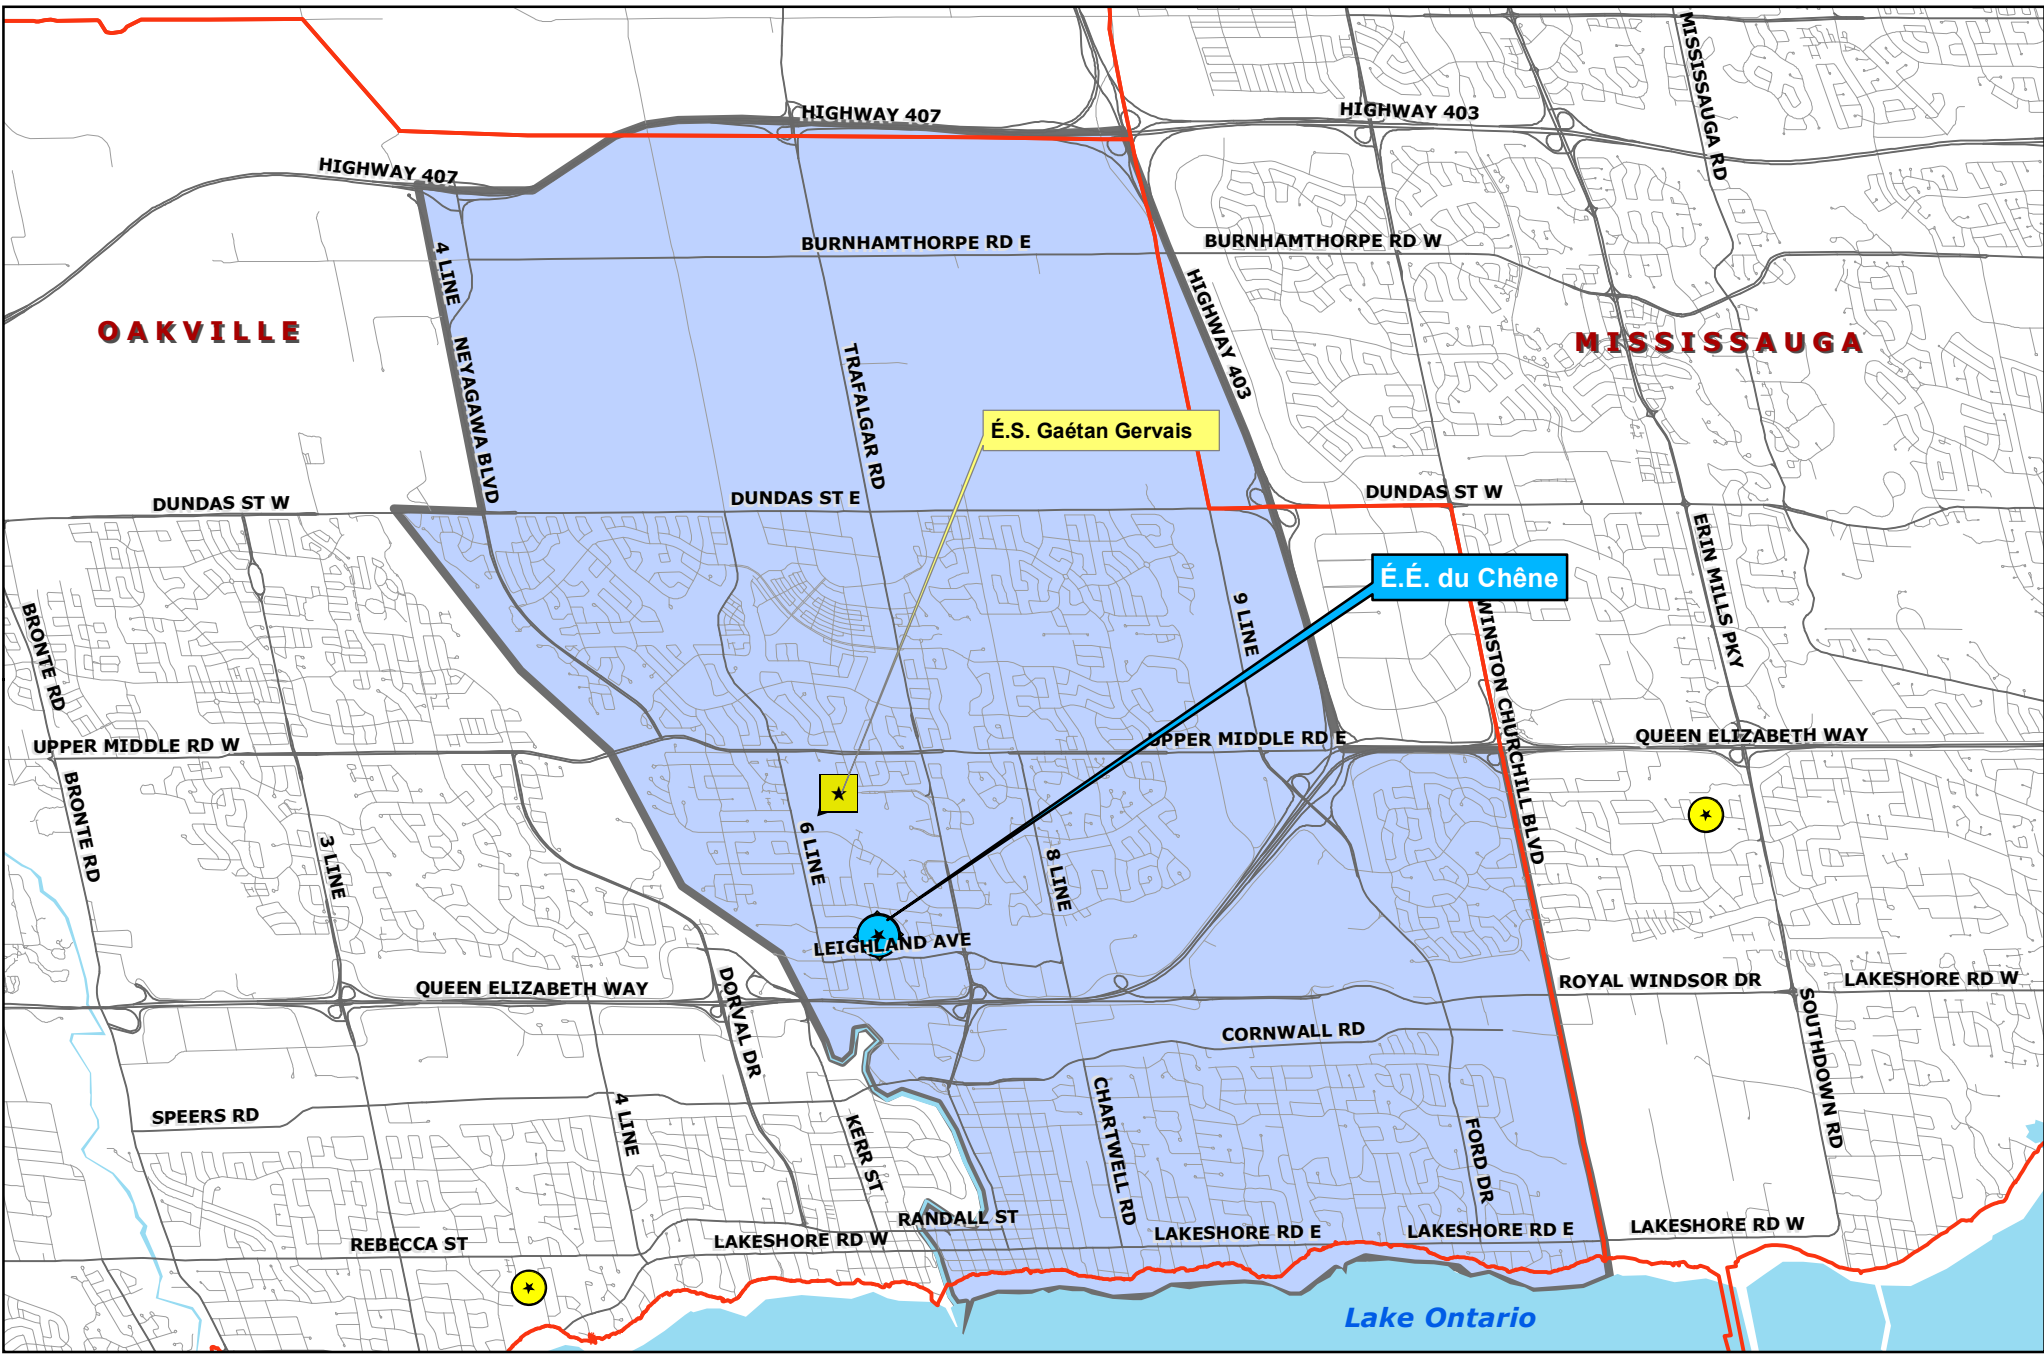 MISSISSAUGA RD
HIGHWAY 407
HIGHWAY 403
HIGHWAY 407
BURNHAMTHORPE RD E
BURNHAMTHORPE RD W
4 LINE
HIGHWAY 403
OAKVILLE
MISSISSAUGA
NEYAGAWA BLVD
TRAFALGAR RD
É.S. Gaétan Gervais
DUNDAS ST W
DUNDAS ST E
DUNDAS ST W
ERIN MILLS PKY
É.É. du Chêne
BRONTE RD
9 LINE
WINSTON CHURCHILL BLVD
UPPER MIDDLE RD W
UPPER MIDDLE RD E
QUEEN ELIZABETH WAY
BRONTE RD
3 LINE
6 LINE
8 LINE
LEIGHLAND AVE
QUEEN ELIZABETH WAY
DORVAL DR
ROYAL WINDSOR DR
LAKESHORE RD W
SOUTHDOWN RD
CORNWALL RD
SPEERS RD
4 LINE
KERR ST
CHARTWELL RD
FORD DR
RANDALL ST
REBECCA ST
LAKESHORE RD W
LAKESHORE RD E
LAKESHORE RD E
LAKESHORE RD W
Lake Ontario